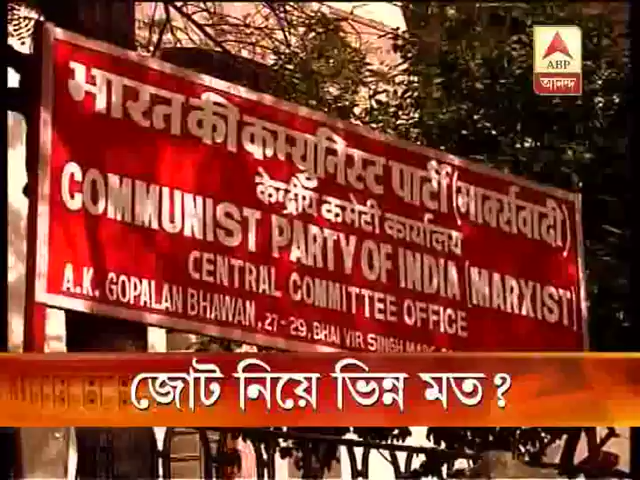 ABP
আনন্দ
भारत की कम्युनिस्ट पार्टी (मार्क्सवादी)
केन्द्रीय कमेटी कार्यालय
COMMUNIST PARTY OF INDIA (MARXIST)
CENTRAL COMMITTEE OFFICE
A.K. GOPALAN BHAWAN, 27-29, BHAI VIR SINGH
জোট নিয়ে ভিন্ন মত?